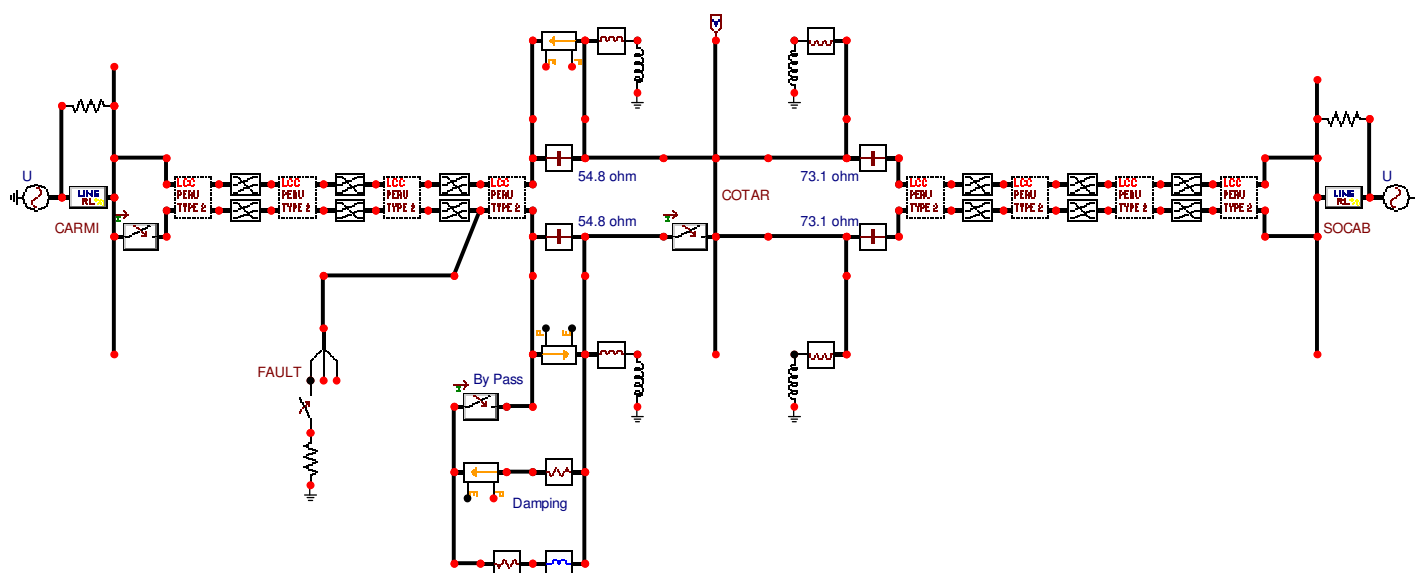 U
LINE
RL
CARMI
LCC
PERU
TYPE 2
LCC
PERU
TYPE 2
LCC
PERU
TYPE 2
LCC
PERU
TYPE 2
54.8 ohm
54.8 ohm
V
COTAR
73.1 ohm
73.1 ohm
LCC
PERU
TYPE 2
LCC
PERU
TYPE 2
LCC
PERU
TYPE 2
LCC
PERU
TYPE 2
U
LINE
RL
SOCAB
FAULT
By Pass
Damping